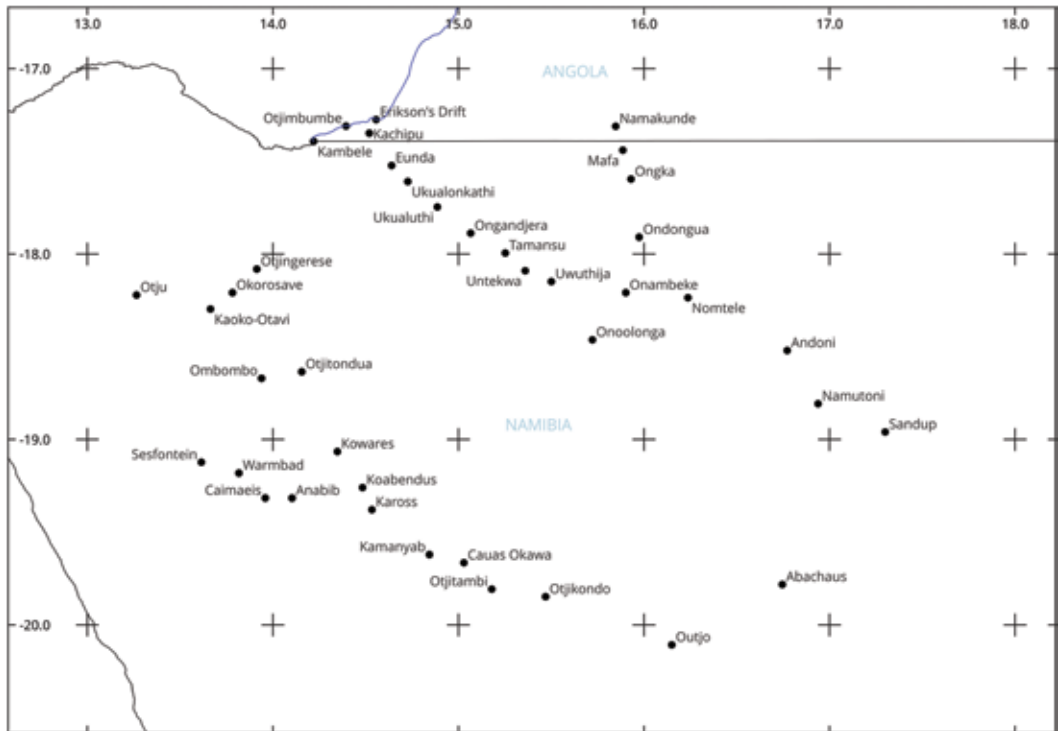 13.0 14.0 15.0 16.0 17.0 18.0
-17.0
ANGOLA
Otjimbumbe
Erikson's Drift
Namakunde
Kachipu
Kambele
Eunda
Mafa
Ongka
Ukualonkathi
Ukualuthi
Ongandjera
Ondongua
Tamansu
-18.0
Otjingerese
Untekwa
Uwuthija
Otju
Okorosave
Onambeke
Nomtele
Kaoko-Otavi
Onoolonga
Andoni
Ombombo
Otjitondua
Namutoni
NAMIBIA
Sandup
-19.0
Kowares
Sesfontein
Warmbad
Koabendus
Caimaeis
Anabib
Kaross
Kamanyab
Cauas Okawa
Otjitambi
Otjikondo
Abachaus
-20.0
Outjo